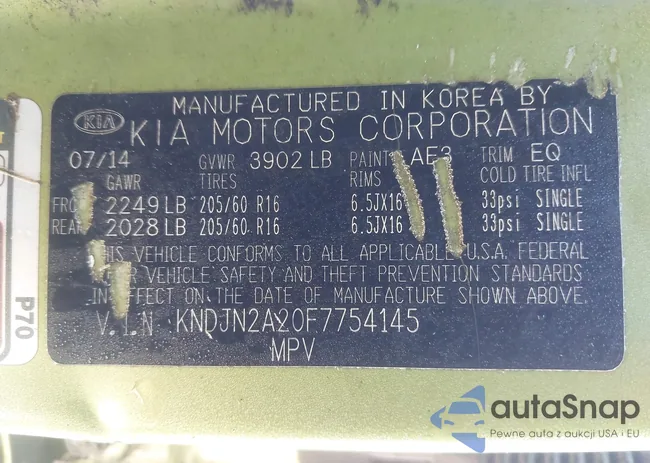 MANUFACTURED IN KOREA BY
KIA KIA MOTORS CORPORATION
07/14 GVWR 3902 LB PAINT AE3 TRIM EQ
GAWR TIRES RIMS COLD TIRE INFL
2249 LB 205/60 R16 6.5JX16 33psi SINGLE
REAR 2028 LB 205/60 R16 6.5JX16 33psi SINGLE
THIS VEHICLE CONFORMS TO ALL APPLICABLE U.S.A. FEDERAL
VEHICLE SAFETY AND THEFT PREVENTION STANDARDS
IN EFFECT ON THE DATE OF MANUFACTURE SHOWN ABOVE.
V.I.N KNDJN2A20F7754145
MPV
P70
autaSnap
Pewne auta z aukcji USA i EU